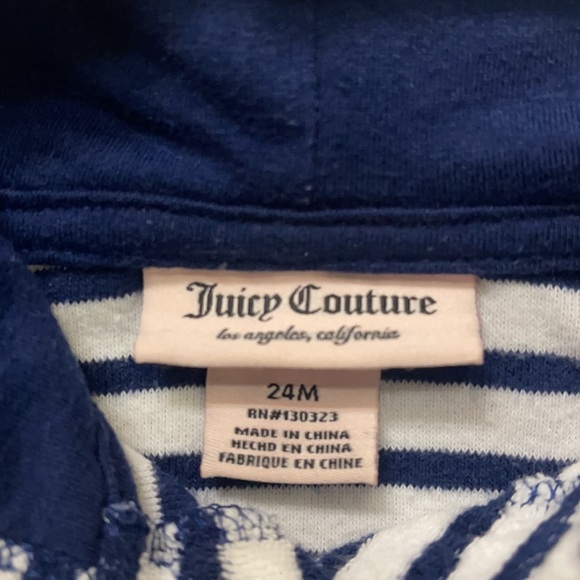 Juicy Couture
los angeles, california
24M
RN#130323
MADE IN CHINA
HECHO EN CHINA
FABRIQUE EN CHINE